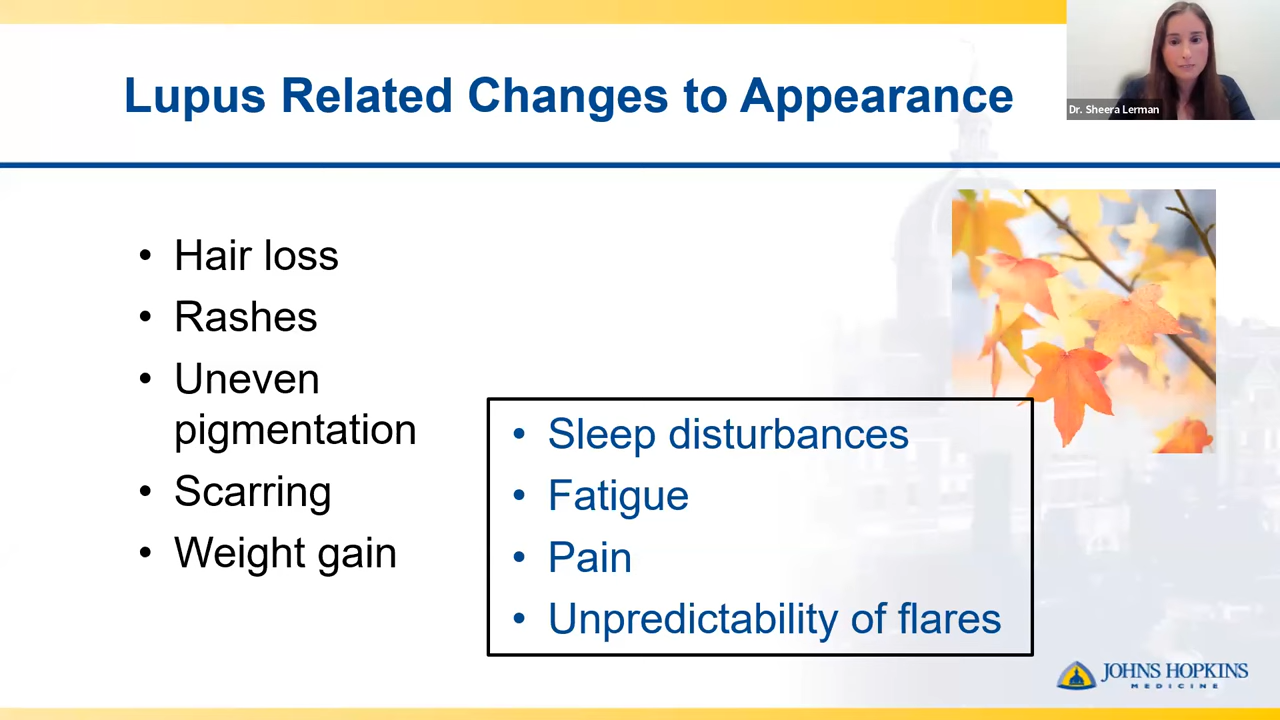 Lupus Related Changes to Appearance
Dr. Sheera Lerman
• Hair loss
• Rashes
• Uneven
pigmentation
• Scarring
• Weight gain
• Sleep disturbances
• Fatigue
• Pain
• Unpredictability of flares
JOHNS HOPKINS
MEDICINE